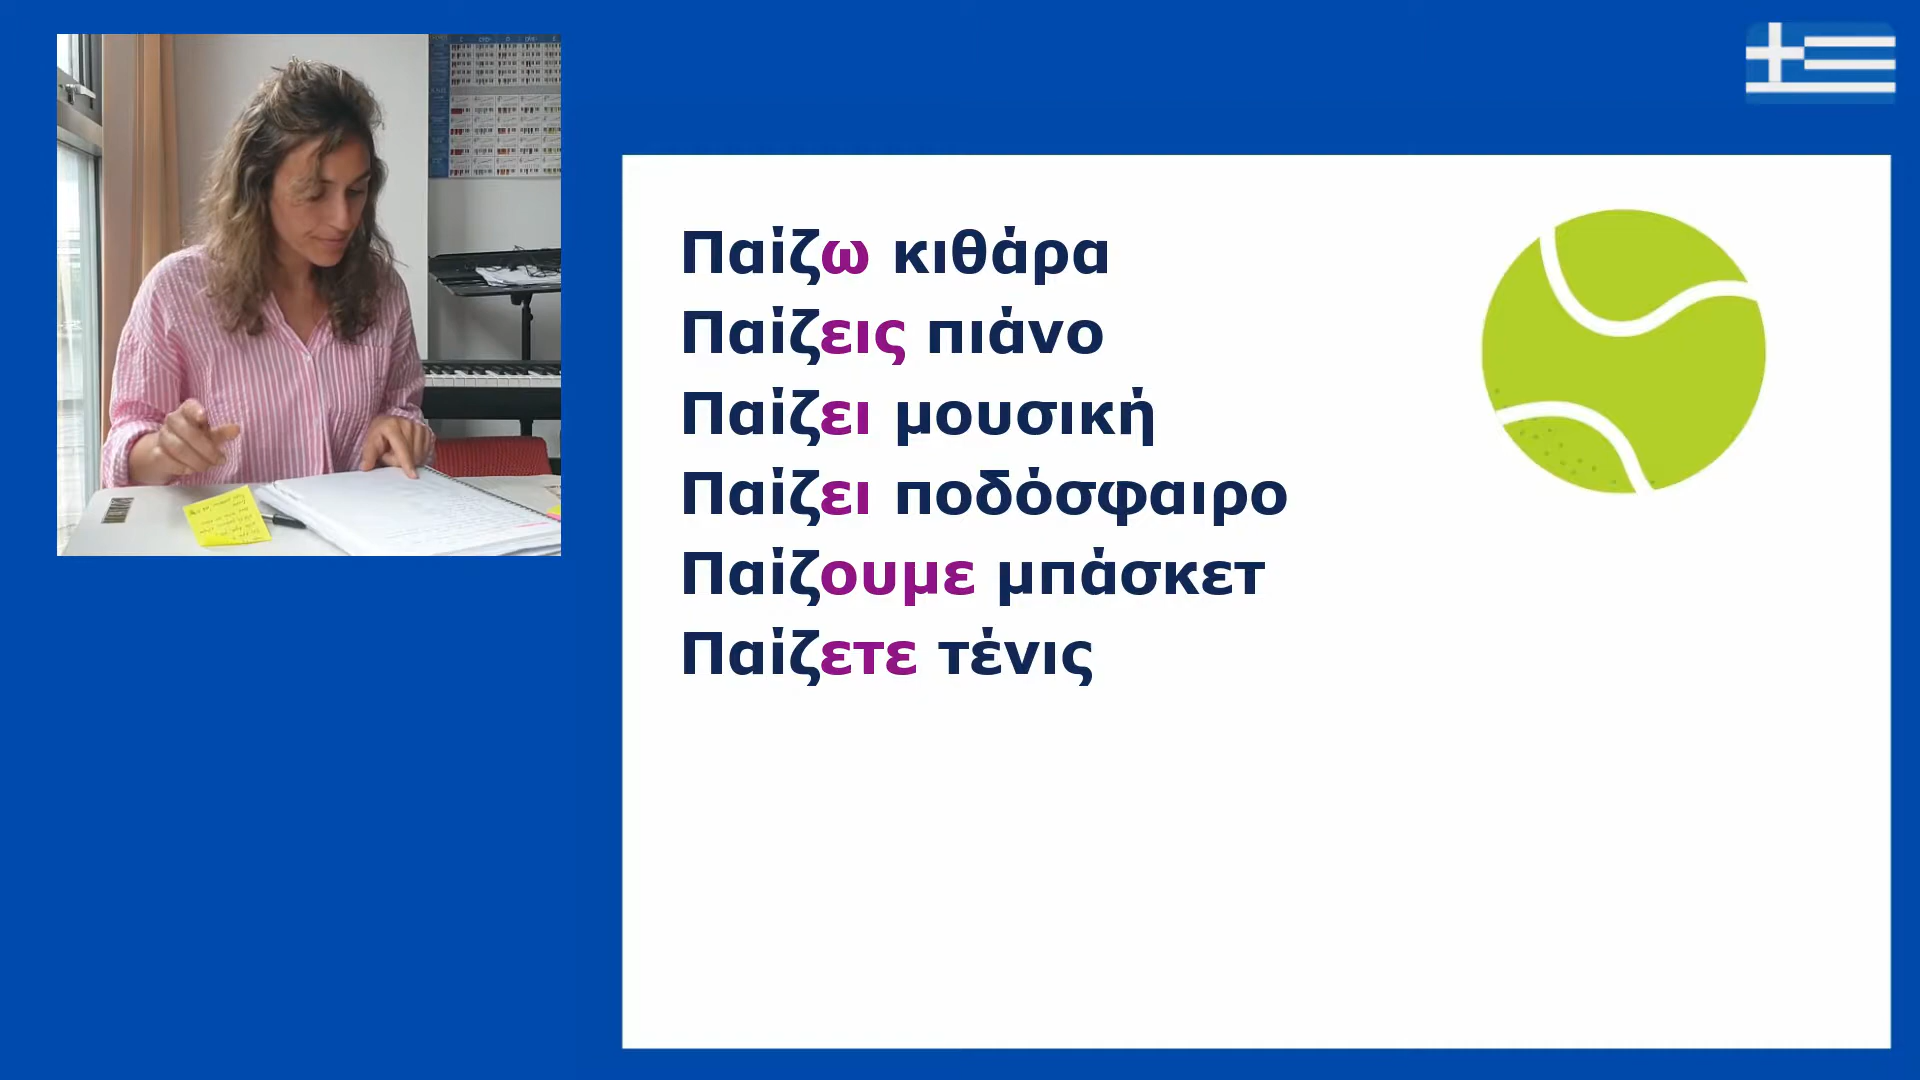 Παίζω κιθάρα
Παίζεις πιάνο
Παίζει μουσική
Παίζει ποδόσφαιρο
Παίζουμε μπάσκετ
Παίζετε τένις